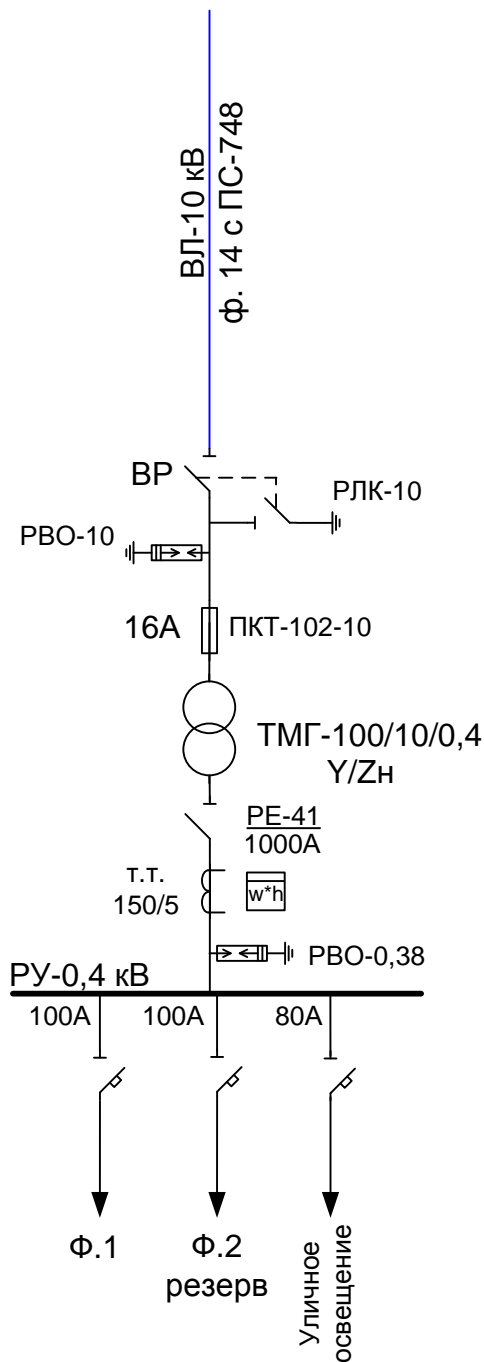 ВЛ-10 кВ
ф. 14 с ПС-748
ВР
РЛК-10
РВО-10
16А
ПКТ-102-10
ТМГ-100/10/0,4
Y/Zн
РЕ-41
1000А
т.т.
150/5
w*h
РВО-0,38
РУ-0,4 кВ
100А
100А
80А
Ф.1
Ф.2
резерв
Уличное
освещение